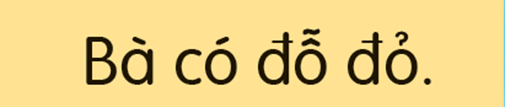 Bà có đỗ đỏ.